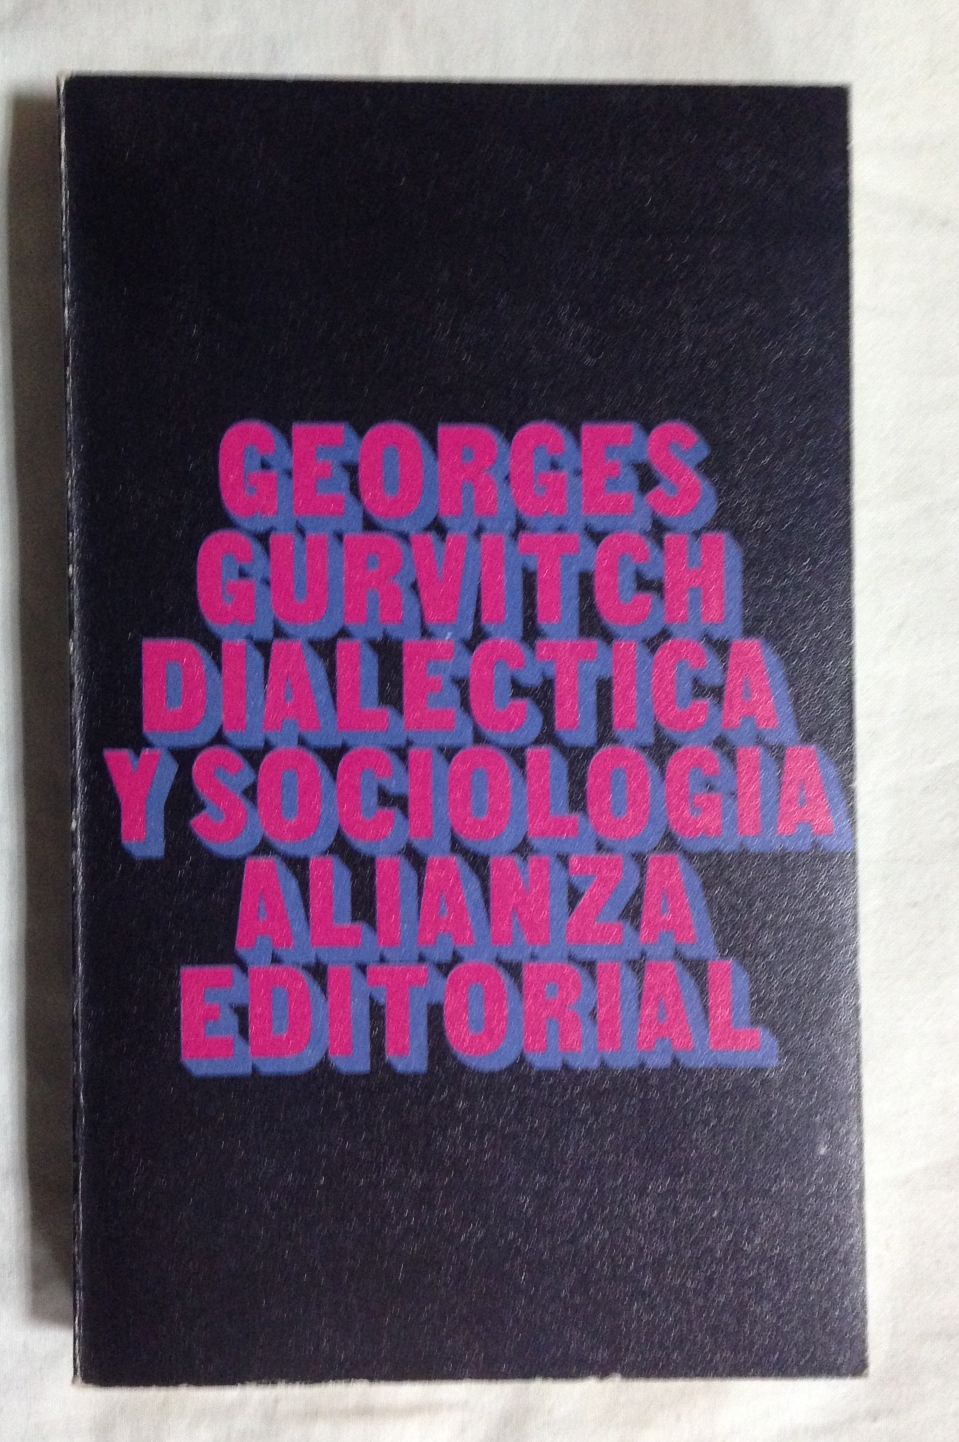 GEORGES
GURVITCH
DIALECTICA
Y SOCIOLOGIA
ALIANZA
EDITORIAL